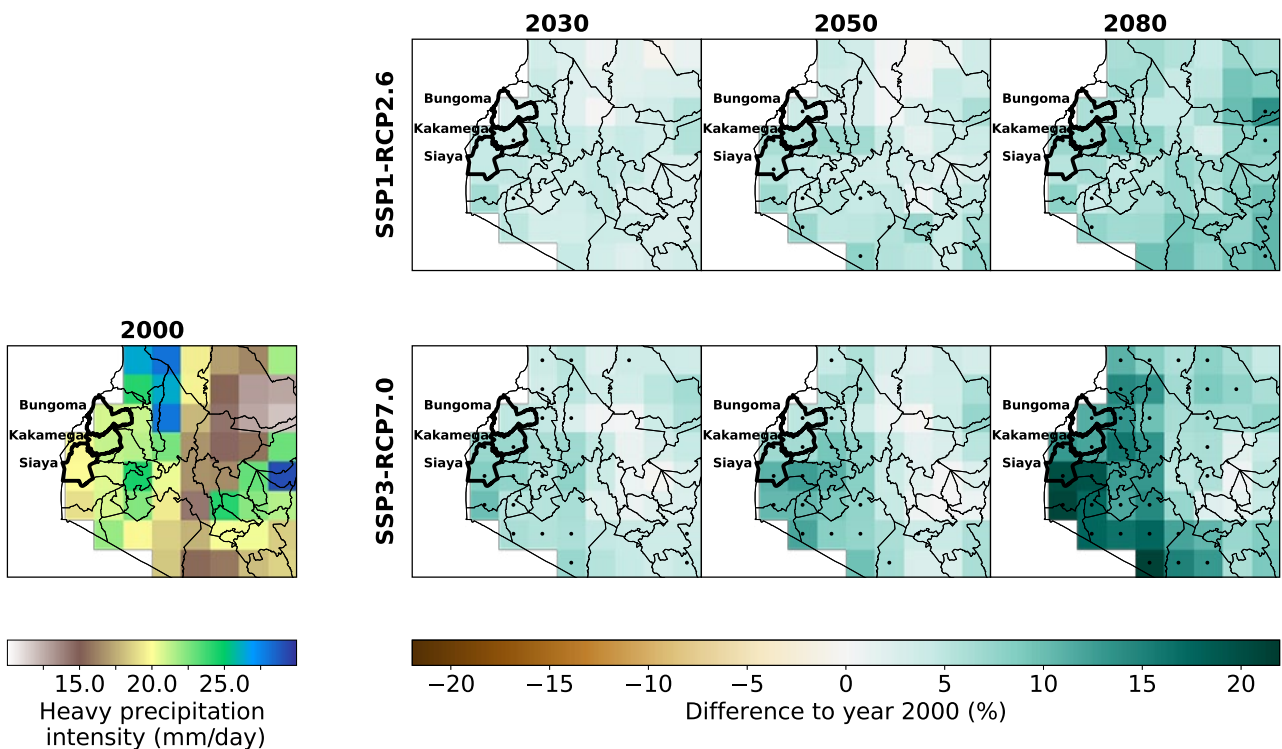 2030
2050
2080
SSP1-RCP2.6
Bungoma
Kakamega
Siaya
Bungoma
Kakamega
Siaya
Bungoma
Kakamega
Siaya
2000
SSP3-RCP7.0
Bungoma
Kakamega
Siaya
Bungoma
Kakamega
Siaya
Bungoma
Kakamega
Siaya
Bungoma
Kakamega
Siaya
15.0 20.0 25.0
Heavy precipitation
intensity (mm/day)
−20 −15 −10 −5 0 5 10 15 20
Difference to year 2000 (%)